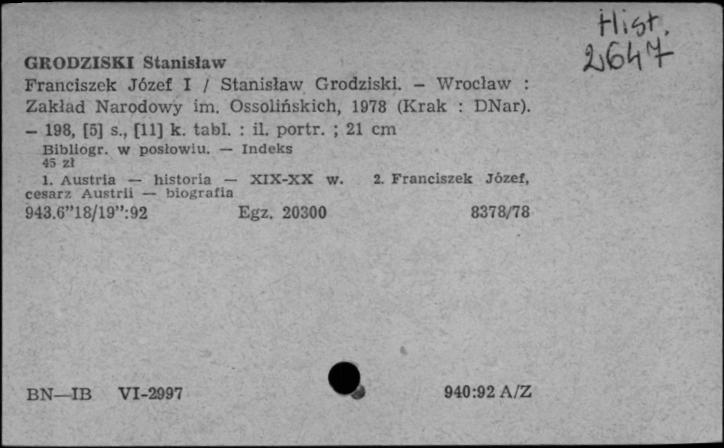 Hist.
2647
GRODZISKI Stanisław
Franciszek Józef I / Stanisław Grodziski. — Wrocław :
Zakład Narodowy im. Ossolińskich, 1978 (Krak : DNar).
— 198, [5] s., [11] k. tabl. : il. portr. ; 21 cm
Bibliogr. w posłowiu. — Indeks
45 zł
1. Austria — historia — XIX-XX w. 2. Franciszek Józef,
cesarz Austrii — biografia
943.6”18/19”:92 Egz. 20300 8378/78
BN—IB VI-2997 940:92 A/Z